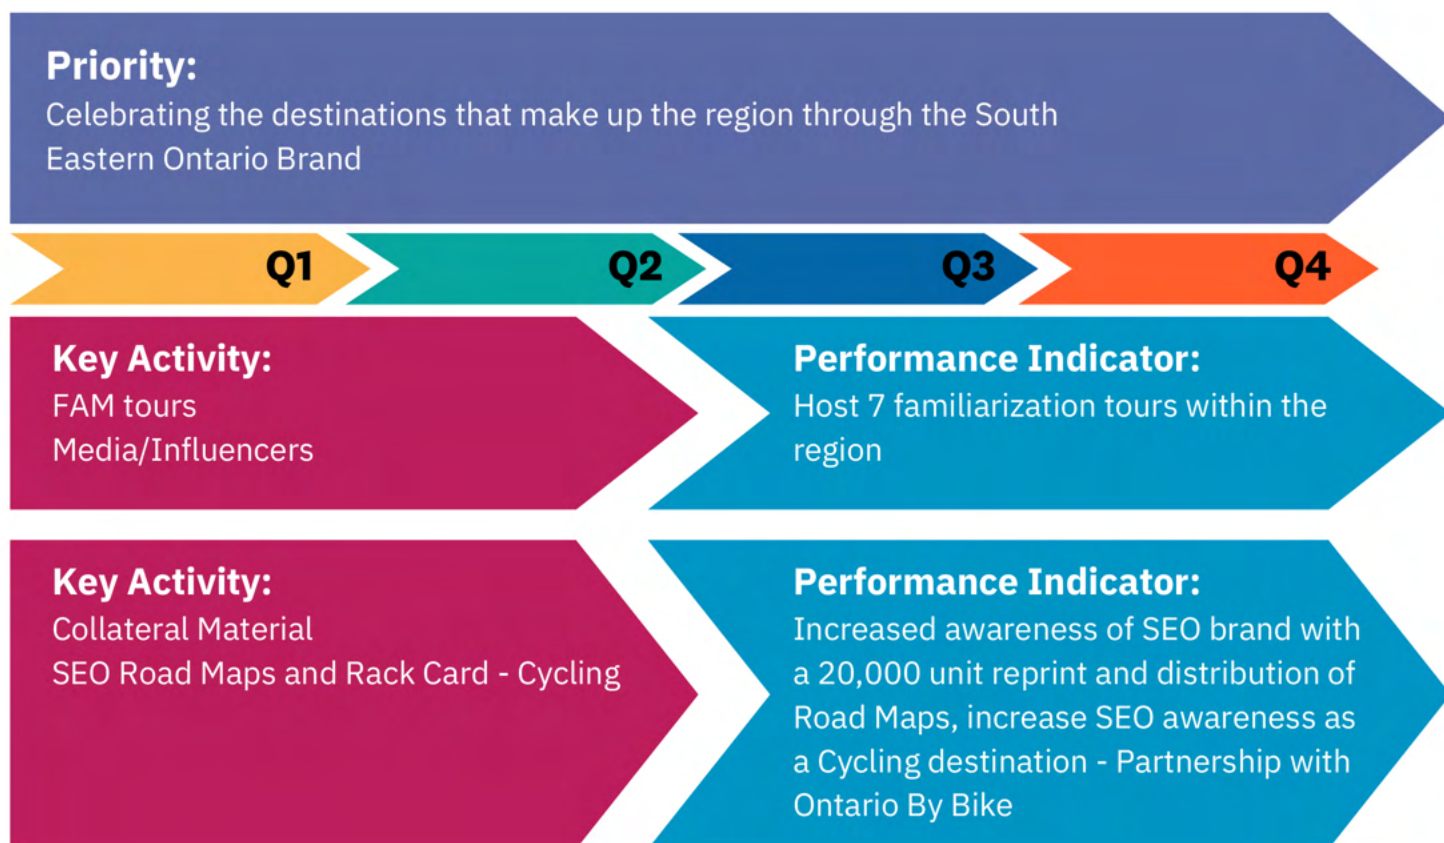 Priority:
Celebrating the destinations that make up the region through the South
Eastern Ontario Brand
Q1
Q2
Q3
Q4
Key Activity:
FAM tours
Media/Influencers
Performance Indicator:
Host 7 familiarization tours within the
region
Key Activity:
Collateral Material
SEO Road Maps and Rack Card - Cycling
Performance Indicator:
Increased awareness of SEO brand with
a 20,000 unit reprint and distribution of
Road Maps, increase SEO awareness as
a Cycling destination - Partnership with
Ontario By Bike